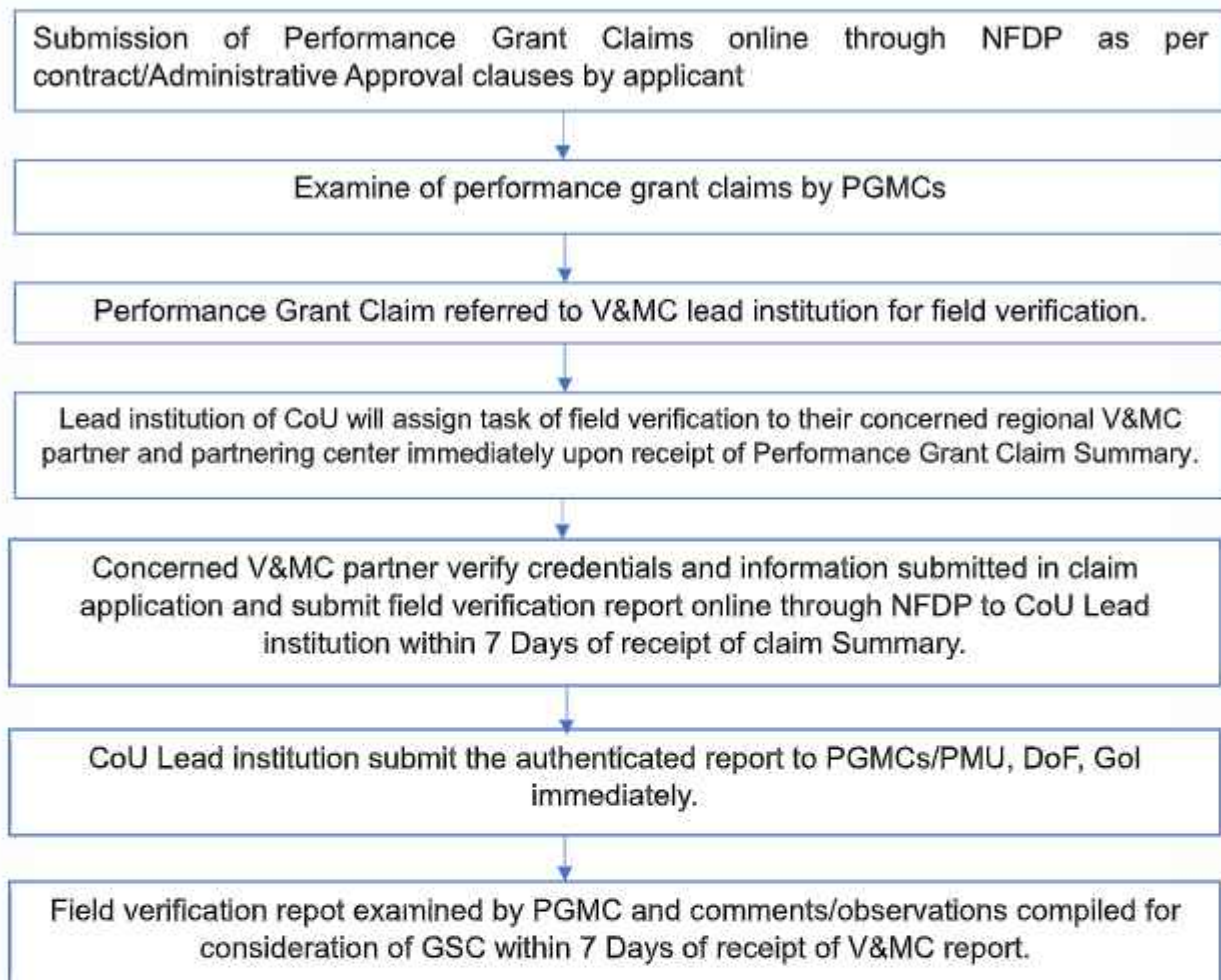 Submission of Performance Grant Claims online through NFDP as per
contract/Administrative Approval clauses by applicant
Examine of performance grant claims by PGMCs
Performance Grant Claim referred to V&MC lead institution for field verification.
Lead institution of CoU will assign task of field verification to their concerned regional V&MC
partner and partnering center immediately upon receipt of Performance Grant Claim Summary.
Concerned V&MC partner verify credentials and information submitted in claim
application and submit field verification report online through NFDP to CoU Lead
institution within 7 Days of receipt of claim Summary.
CoU Lead institution submit the authenticated report to PGMCs/PMU, DoF, GoI
immediately.
Field verification repot examined by PGMC and comments/observations compiled for
consideration of GSC within 7 Days of receipt of V&MC report.